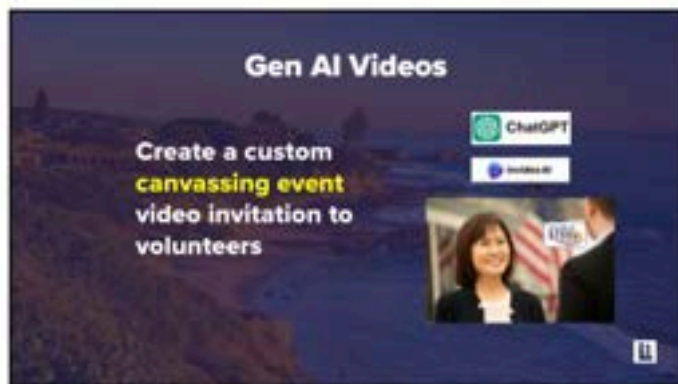 Gen AI Videos
ChatGPT
Create a custom
canvassing event
video invitation to
volunteers